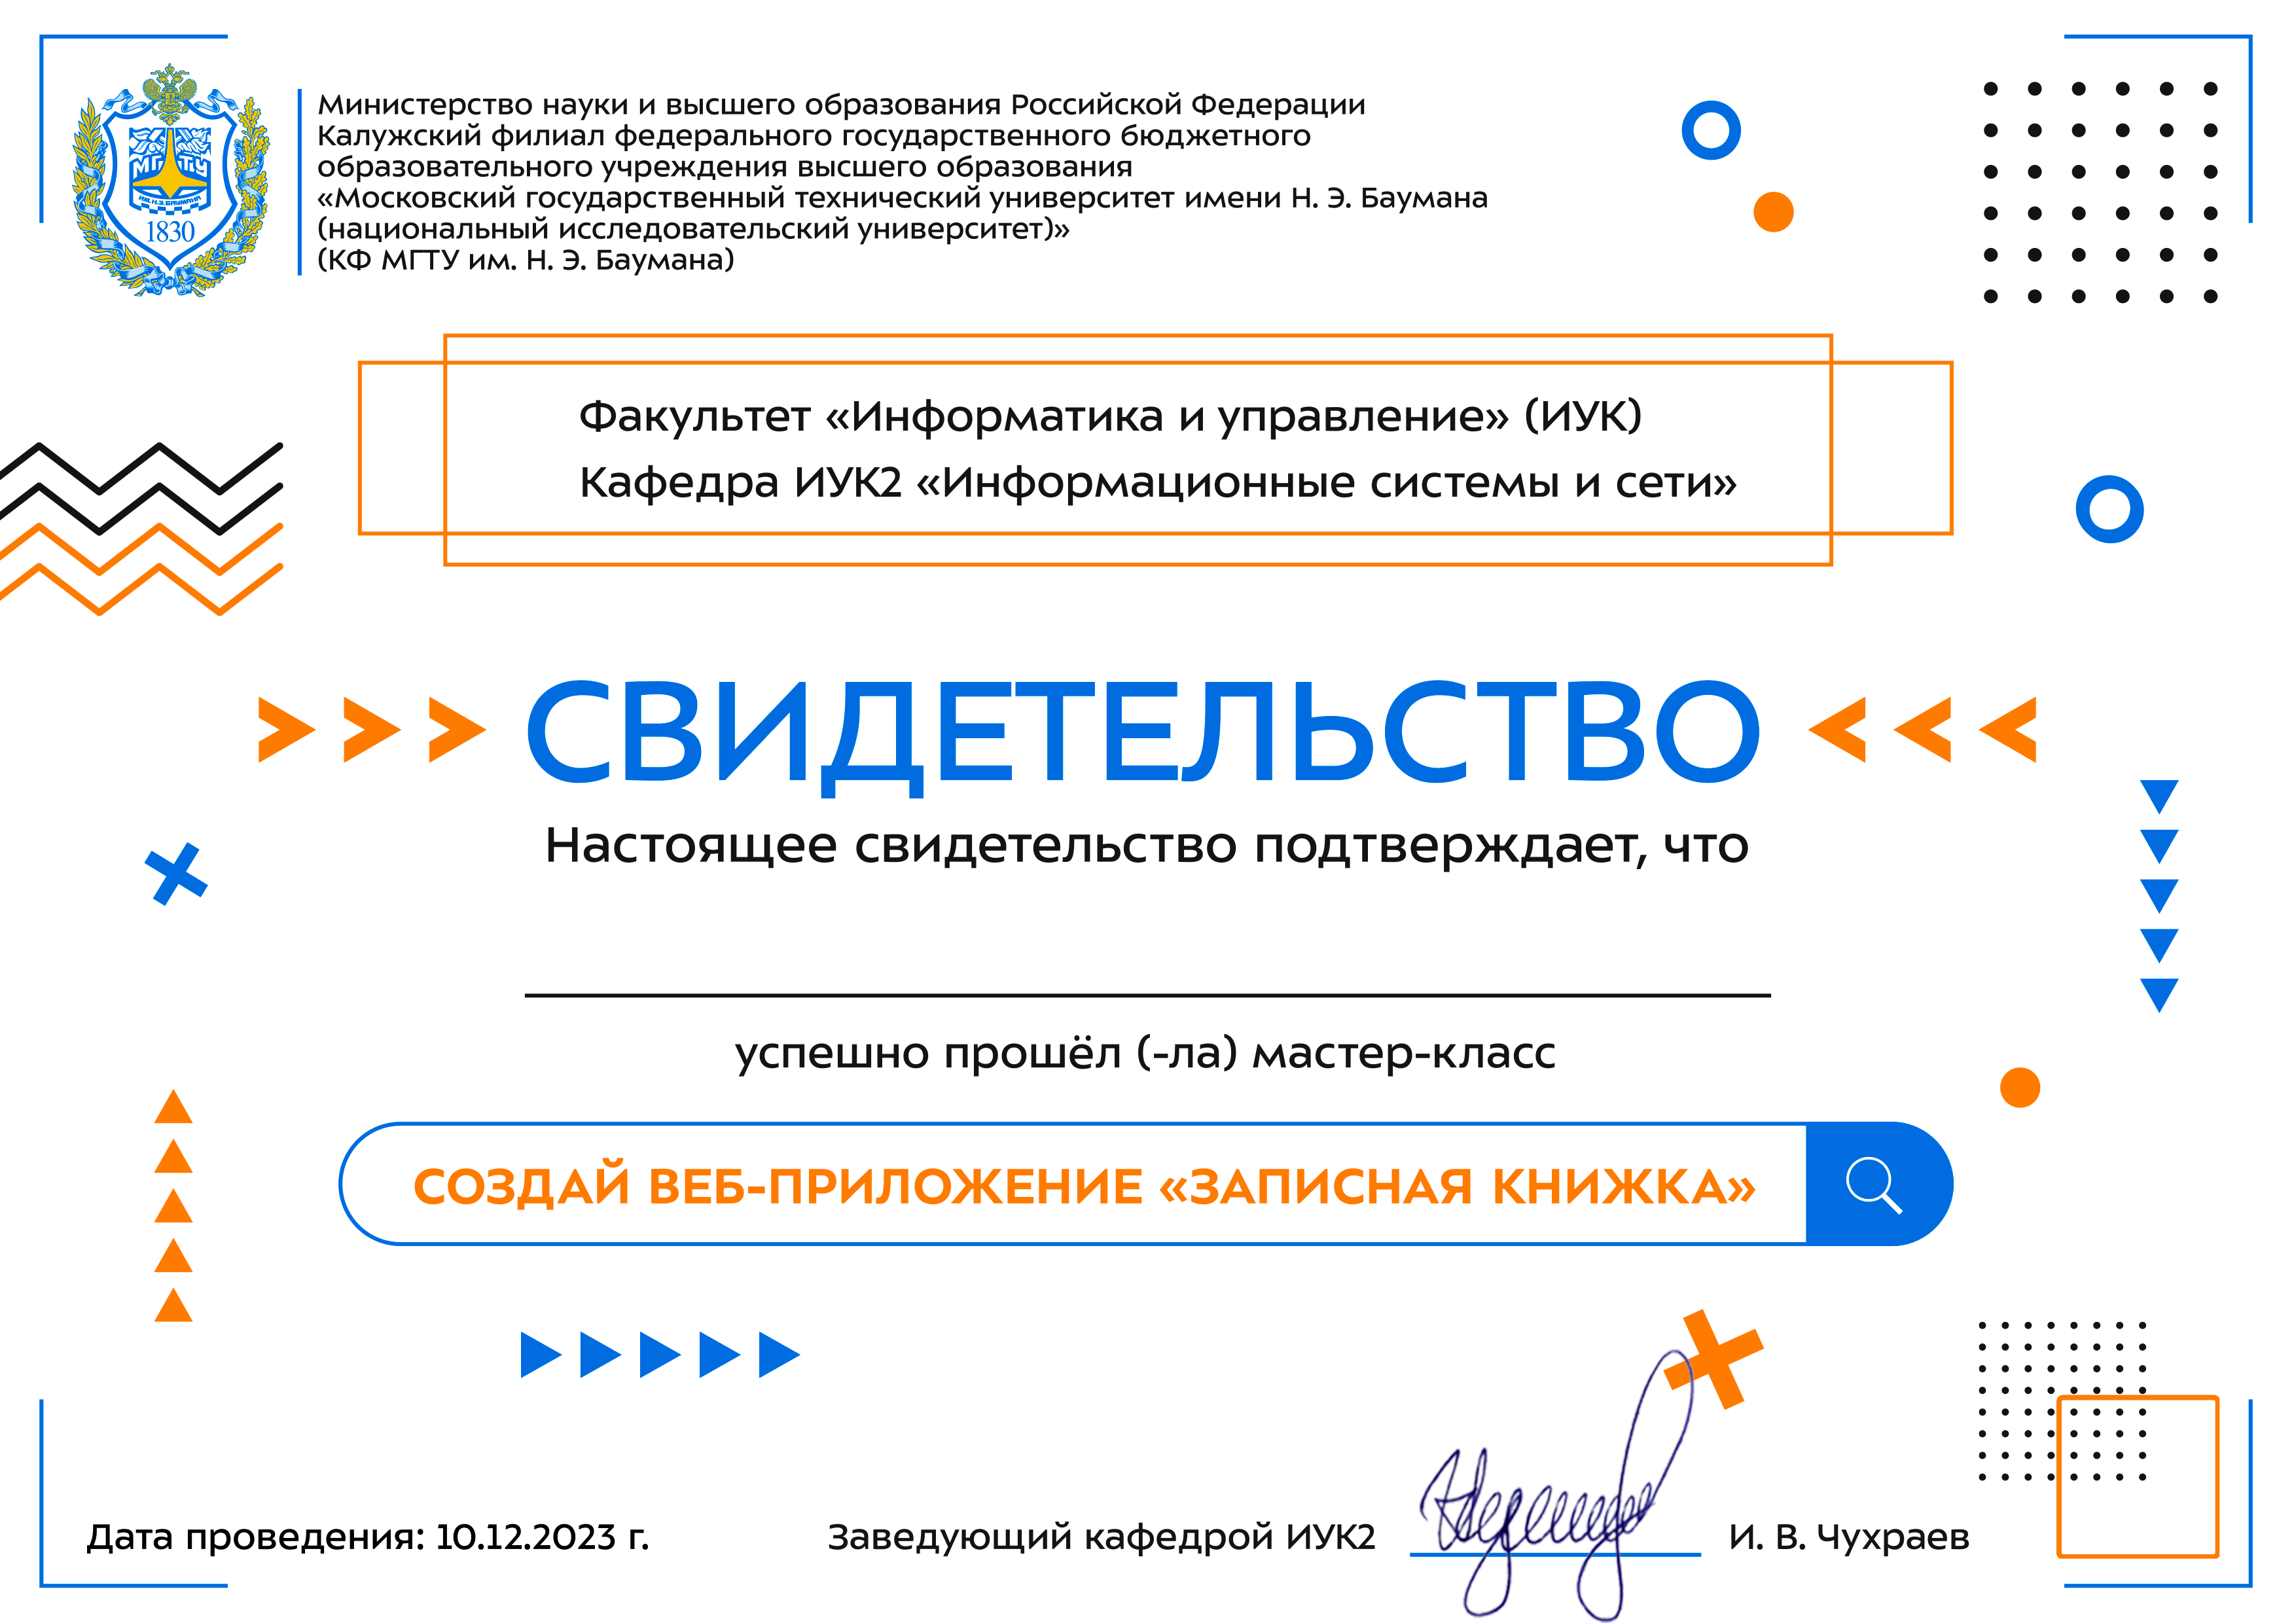 МГТУ
ИМ. Н.Э. БАУМАНА
1830
Министерство науки и высшего образования Российской Федерации
Калужский филиал федерального государственного бюджетного
образовательного учреждения высшего образования
«Московский государственный технический университет имени Н. Э. Баумана
(национальный исследовательский университет)»
(КФ МГТУ им. Н. Э. Баумана)
Факультет «Информатика и управление» (ИУК)
Кафедра ИУК2 «Информационные системы и сети»
СВИДЕТЕЛЬСТВО
Настоящее свидетельство подтверждает, что
успешно прошёл (-ла) мастер-класс
СОЗДАЙ ВЕБ-ПРИЛОЖЕНИЕ «ЗАПИСНАЯ КНИЖКА»
Дата проведения: 10.12.2023 г.
Заведующий кафедрой ИУК2
И. В. Чухраев